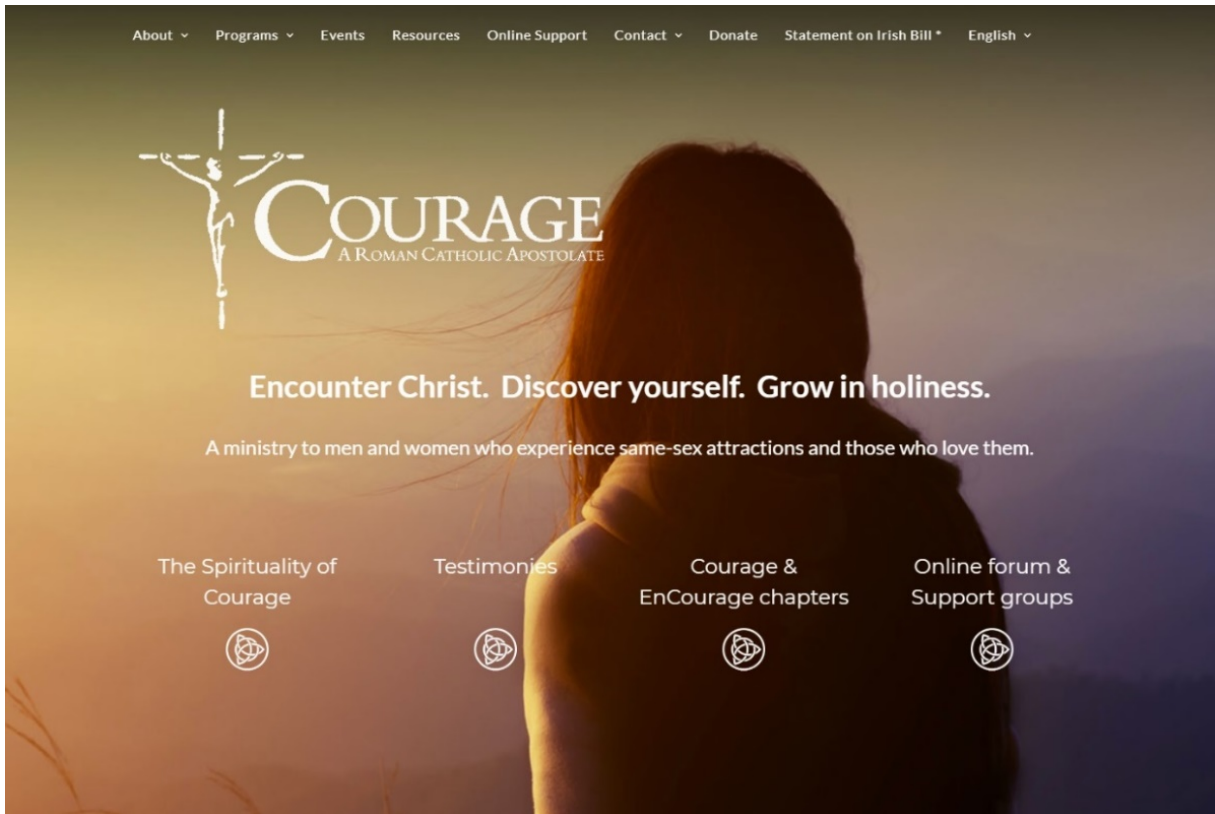 About Programs Events Resources Online Support Contact Donate Statement on Irish Bill * English
COURAGE
A ROMAN CATHOLIC APOSTOLATE
Encounter Christ. Discover yourself. Grow in holiness.
A ministry to men and women who experience same-sex attractions and those who love them.
The Spirituality of
Courage
Testimonies
Courage &
EnCourage chapters
Online forum &
Support groups